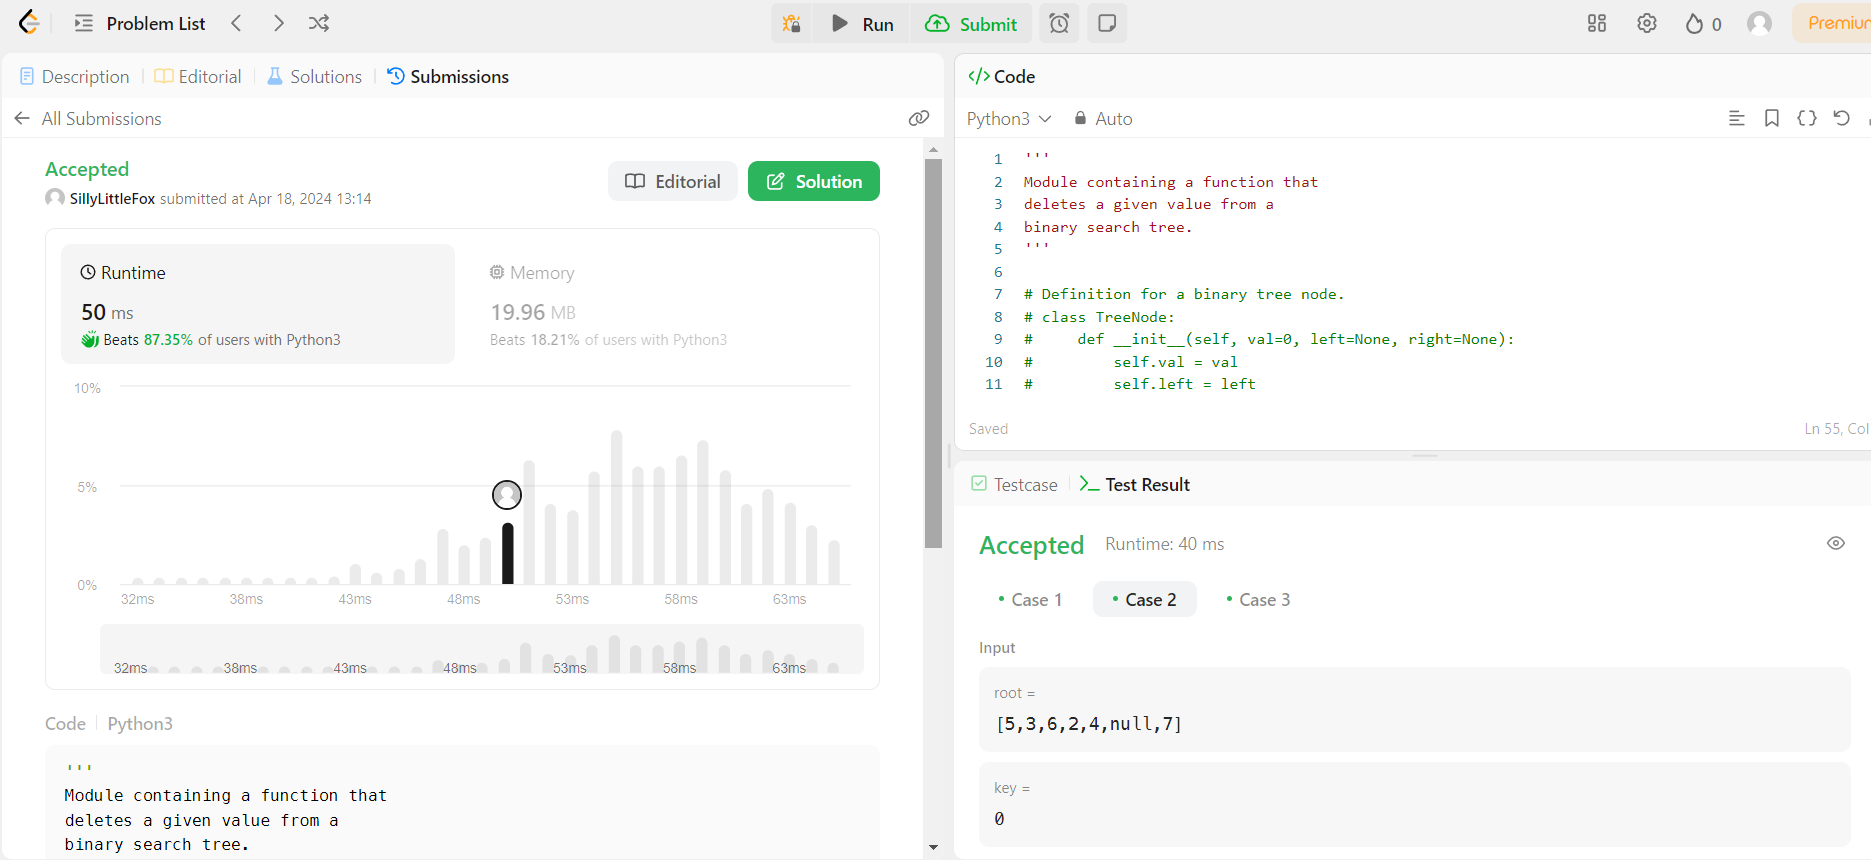 Problem List
Run
Submit
0
Premiu
Description
Editorial
Solutions
Submissions
All Submissions
Accepted
SillyLittleFox submitted at Apr 18, 2024 13:14
Editorial
Solution
Runtime
50 ms
Beats 87.35% of users with Python3
Memory
19.96 MB
Beats 18.21% of users with Python3
10%
5%
0%
32ms 38ms 43ms 48ms 53ms 58ms 63ms
32ms 38ms 43ms 48ms 53ms 58ms 63ms
Code Python3
'''
Module containing a function that
deletes a given value from a
binary search tree.
</> Code
Python3
Auto
1 '''
2 Module containing a function that
3 deletes a given value from a
4 binary search tree.
5 '''
6
7 # Definition for a binary tree node.
8 # class TreeNode:
9 #     def __init__(self, val=0, left=None, right=None):
10 #         self.val = val
11 #         self.left = left
Saved
Ln 55, Col
Testcase
Test Result
Accepted
Runtime: 40 ms
Case 1
Case 2
Case 3
Input
root =
[5,3,6,2,4,null,7]
key =
0